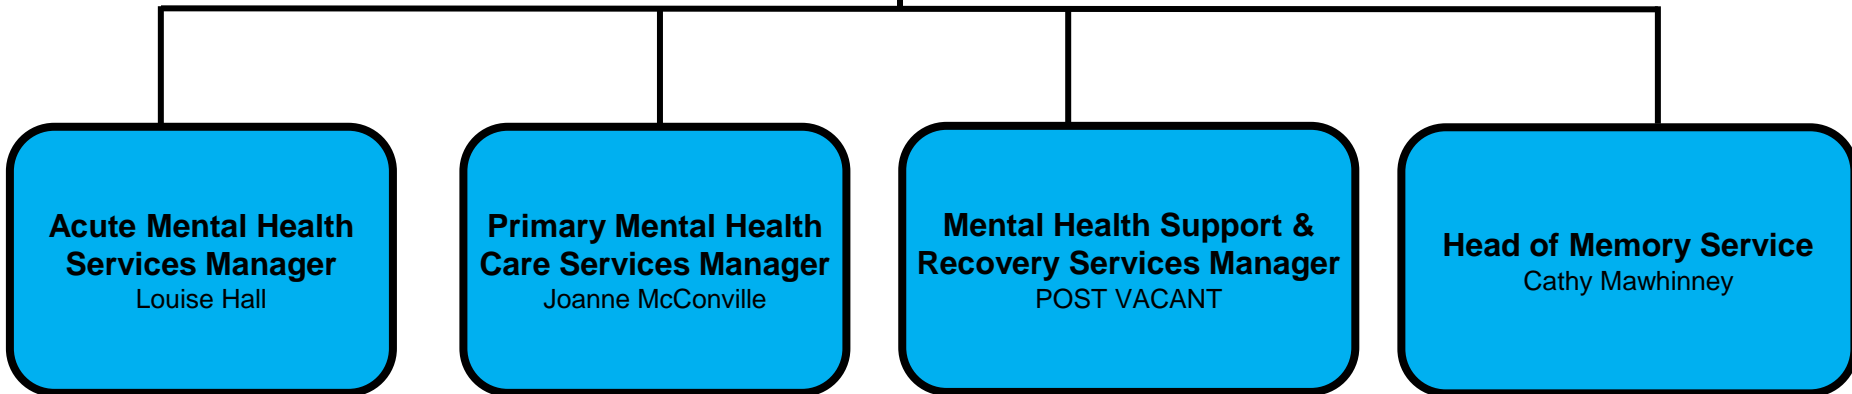 Acute Mental Health
Services Manager
Louise Hall
Primary Mental Health
Care Services Manager
Joanne McConville
Mental Health Support &
Recovery Services Manager
POST VACANT
Head of Memory Service
Cathy Mawhinney